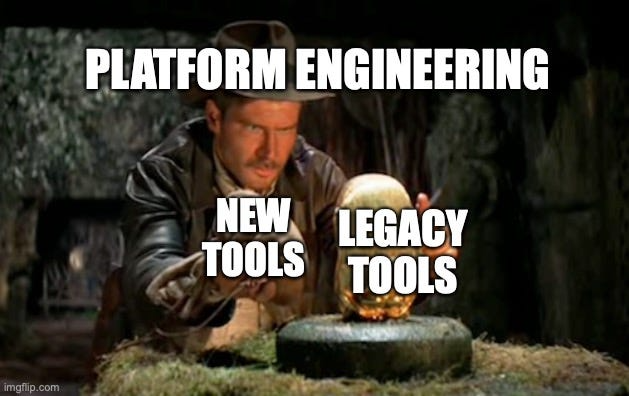 PLATFORM ENGINEERING
NEW
TOOLS
LEGACY
TOOLS
imgflip.com